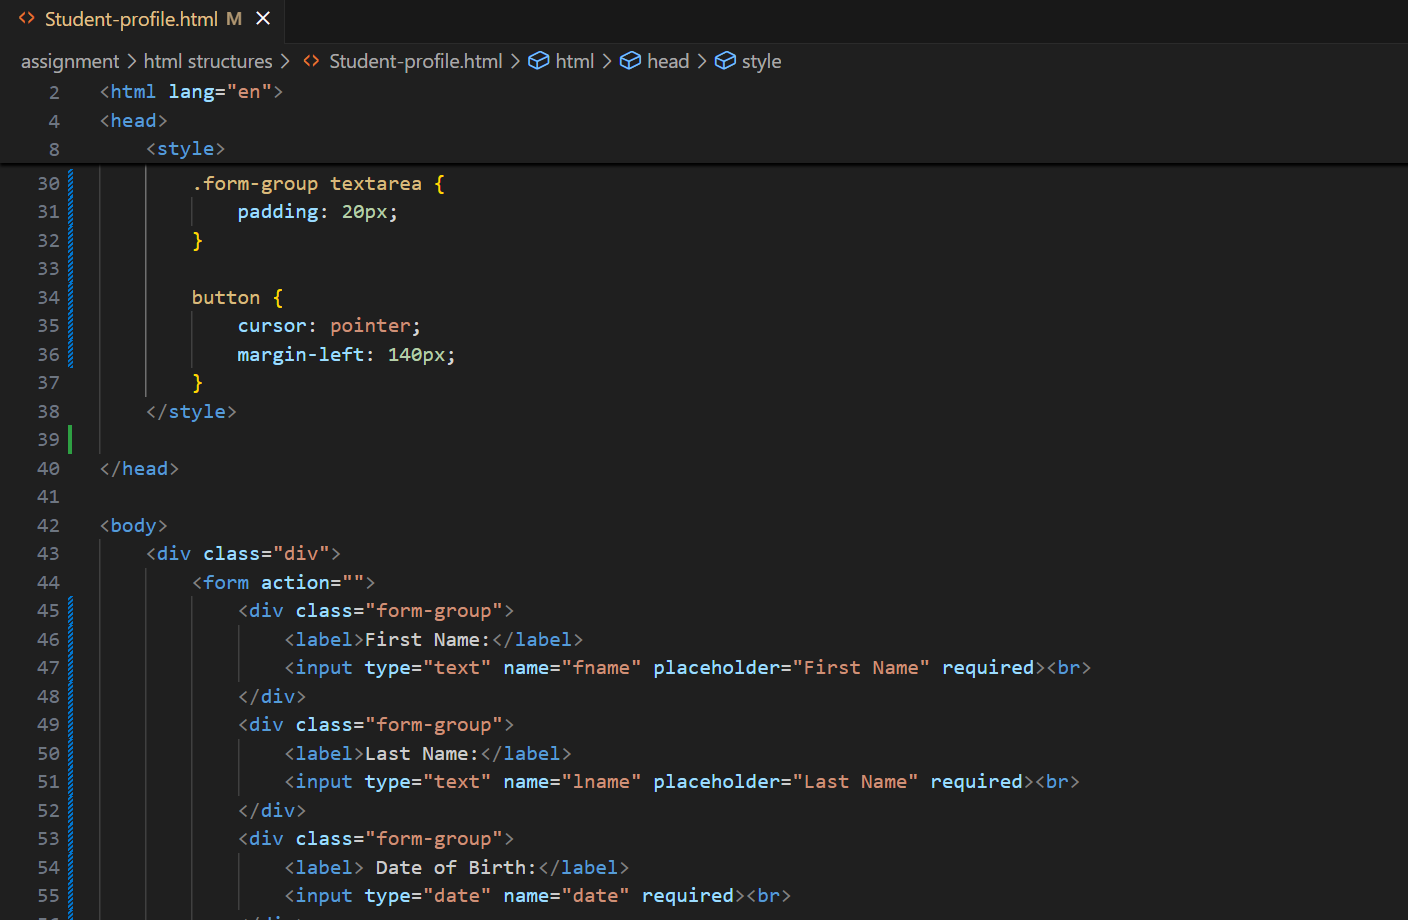 Student-profile.html M
assignment > html structures > Student-profile.html > html > head > style
2 <html lang="en">
4 <head>
8 <style>
30 .form-group textarea {
31 padding: 20px;
32 }
33
34 button {
35 cursor: pointer;
36 margin-left: 140px;
37 }
38 </style>
39
40 </head>
41
42 <body>
43 <div class="div">
44 <form action="">
45 <div class="form-group">
46 <label>First Name:</label>
47 <input type="text" name="fname" placeholder="First Name" required><br>
48 </div>
49 <div class="form-group">
50 <label>Last Name:</label>
51 <input type="text" name="lname" placeholder="Last Name" required><br>
52 </div>
53 <div class="form-group">
54 <label> Date of Birth:</label>
55 <input type="date" name="date" required><br>